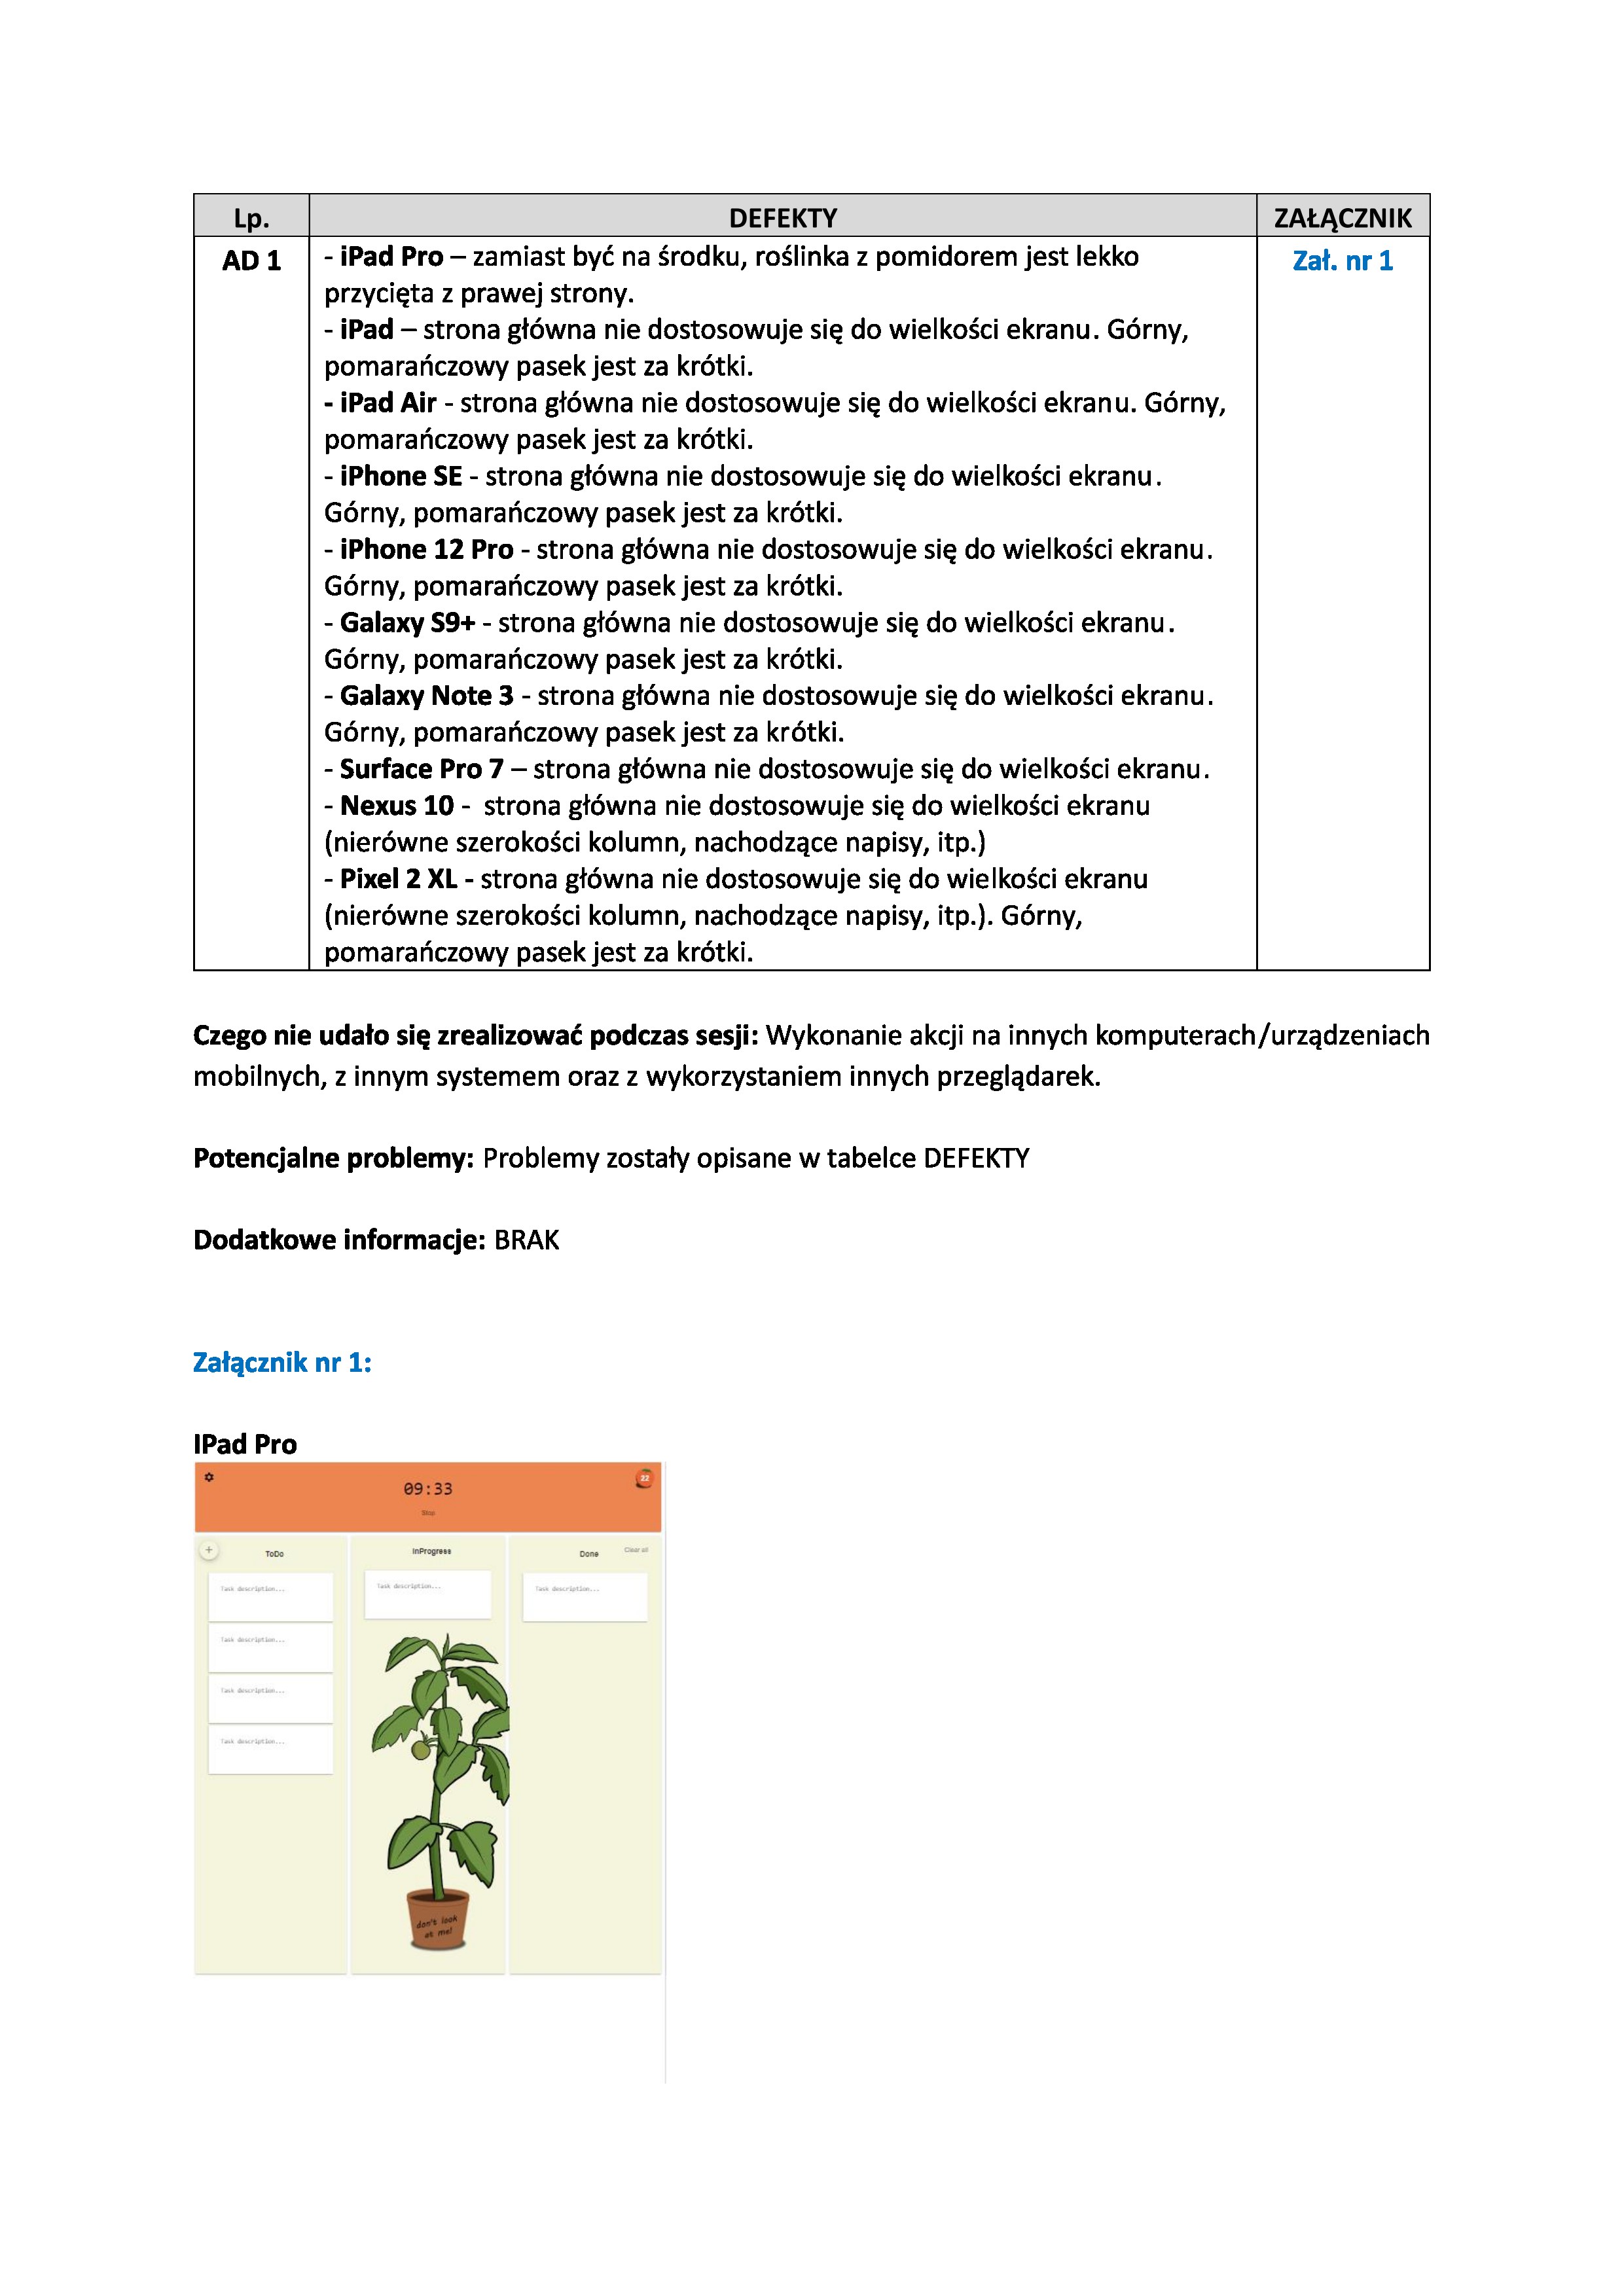 Lp.
DEFEKTY
ZAŁĄCZNIK
AD 1
- iPad Pro – zamiast być na środku, roślinka z pomidorem jest lekko
przycięta z prawej strony.
- iPad – strona główna nie dostosowuje się do wielkości ekranu. Górny,
pomarańczowy pasek jest za krótki.
- iPad Air - strona główna nie dostosowuje się do wielkości ekranu. Górny,
pomarańczowy pasek jest za krótki.
- iPhone SE - strona główna nie dostosowuje się do wielkości ekranu.
Górny, pomarańczowy pasek jest za krótki.
- iPhone 12 Pro - strona główna nie dostosowuje się do wielkości ekranu.
Górny, pomarańczowy pasek jest za krótki.
- Galaxy S9+ - strona główna nie dostosowuje się do wielkości ekranu.
Górny, pomarańczowy pasek jest za krótki.
- Galaxy Note 3 - strona główna nie dostosowuje się do wielkości ekranu.
Górny, pomarańczowy pasek jest za krótki.
- Surface Pro 7 – strona główna nie dostosowuje się do wielkości ekranu.
- Nexus 10 - strona główna nie dostosowuje się do wielkości ekranu
(nierówne szerokości kolumn, nachodzące napisy, itp.)
- Pixel 2 XL - strona główna nie dostosowuje się do wielkości ekranu
(nierówne szerokości kolumn, nachodzące napisy, itp.). Górny,
pomarańczowy pasek jest za krótki.
Zał. nr 1
Czego nie udało się zrealizować podczas sesji: Wykonanie akcji na innych komputerach/urządzeniach
mobilnych, z innym systemem oraz z wykorzystaniem innych przeglądarek.
Potencjalne problemy: Problemy zostały opisane w tabelce DEFEKTY
Dodatkowe informacje: BRAK
Załącznik nr 1:
IPad Pro
22
09:33
Stop
+
ToDo
InProgress
Done
Clear all
Task description...
Task description...
Task description...
Task description...
Task description...
Task description...
don't look
at me!